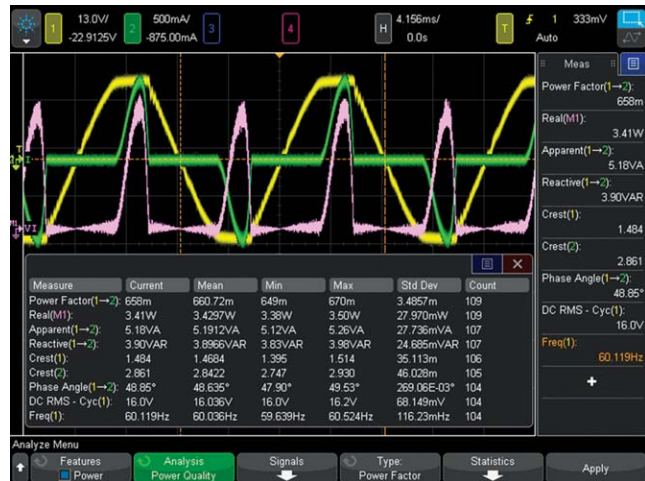 1 13.0V/ -22.9125V 2 500mA/ -875.00mA 3 4 H 4.156ms/ 0.0s T 1 333mV Auto
Meas
Power Factor(1→2):
658m
Real(M1):
3.41W
Apparent(1→2):
5.18VA
Reactive(1→2):
3.90VAR
Crest(1):
1.484
Crest(2):
2.861
Phase Angle(1→2):
48.85°
DC RMS - Cyc(1):
16.0V
Freq(1):
60.119Hz
+
T
I
VI
Measure Current Mean Min Max Std Dev Count
Power Factor(1→2): 658m 660.72m 649m 670m 3.4857m 109
Real(M1): 3.41W 3.4297W 3.38W 3.50W 27.970mW 109
Apparent(1→2): 5.18VA 5.1912VA 5.12VA 5.26VA 27.736mVA 107
Reactive(1→2): 3.90VAR 3.8966VAR 3.83VAR 3.98VAR 24.685mVAR 107
Crest(1): 1.484 1.4684 1.395 1.514 35.113m 106
Crest(2): 2.861 2.8422 2.747 2.930 46.028m 105
Phase Angle(1→2): 48.85° 48.635° 47.90° 49.53° 269.06E-03° 104
DC RMS - Cyc(1): 16.0V 16.036V 16.0V 16.2V 68.149mV 104
Freq(1): 60.119Hz 60.036Hz 59.639Hz 60.524Hz 116.23mHz 104
Analyze Menu
Features
Power
Analysis
Power Quality
Signals
Type:
Power Factor
Statistics
Apply